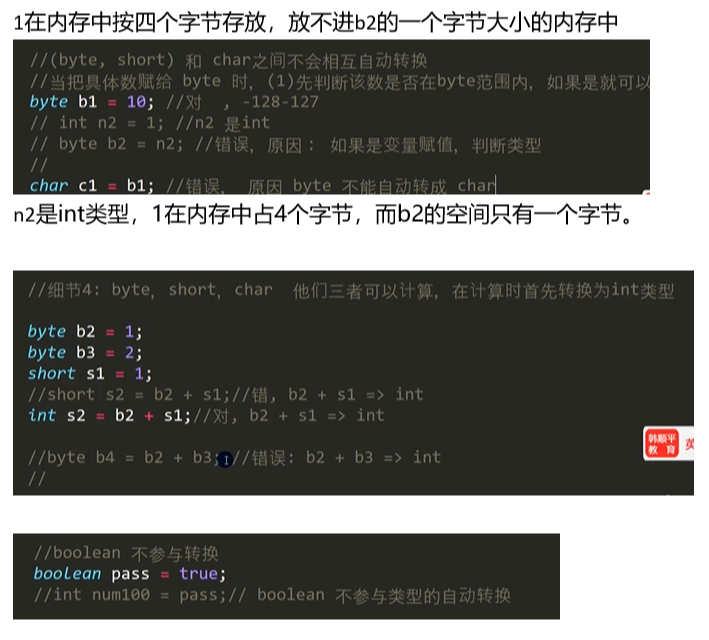 1在内存中按四个字节存放，放不进b2的一个字节大小的内存中
//(byte, short) 和 char之间不会相互自动转换
//当把具体数赋给 byte 时，(1)先判断该数是否在byte范围内，如果是就可以
byte b1 = 10; //对  , -128-127
// int n2 = 1; //n2 是int
// byte b2 = n2; //错误，原因： 如果是变量赋值，判断类型
//
char c1 = b1; //错误， 原因 byte 不能自动转成 char
n2是int类型，1在内存中占4个字节，而b2的空间只有一个字节。
//细节4: byte, short, char  他们三者可以计算，在计算时首先转换为int类型
byte b2 = 1;
byte b3 = 2;
short s1 = 1;
//short s2 = b2 + s1;//错, b2 + s1 => int
int s2 = b2 + s1;//对, b2 + s1 => int
//byte b4 = b2 + b3; //错误: b2 + b3 => int
//
韩顺平
教育
英
//boolean 不参与转换
boolean pass = true;
//int num100 = pass;// boolean 不参与类型的自动转换